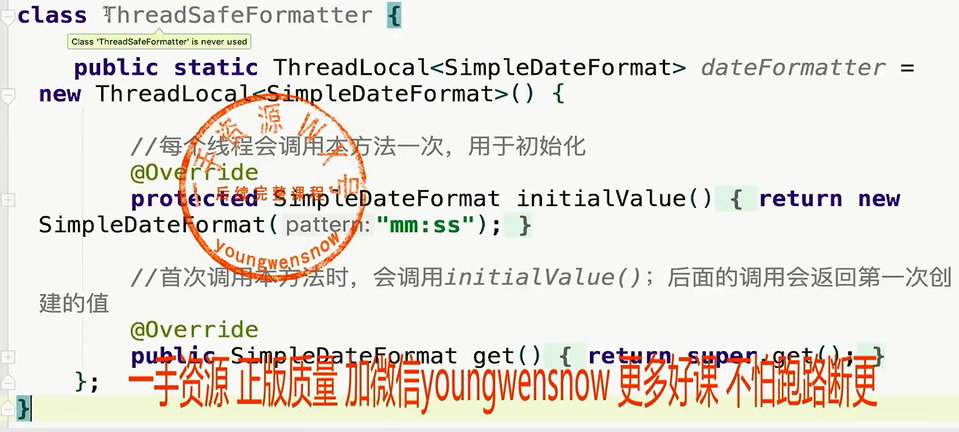 class ThreadSafeFormatter {
Class 'ThreadSafeFormatter' is never used
public static ThreadLocal<SimpleDateFormat> dateFormatter =
new ThreadLocal<SimpleDateFormat>() {
//每个线程会调用本方法一次，用于初始化
@Override
protected SimpleDateFormat initialValue() { return new
SimpleDateFormat( pattern: "mm:ss"); }
//首次调用本方法时，会调用initialValue()；后面的调用会返回第一次创
建的值
@Override
public SimpleDateFormat get() { return super.get(); }
};
}
一手资源WX号
后续完整课程
youngwensnow
一手资源 正版质量 加微信youngwensnow 更多好课 不怕跑路断更